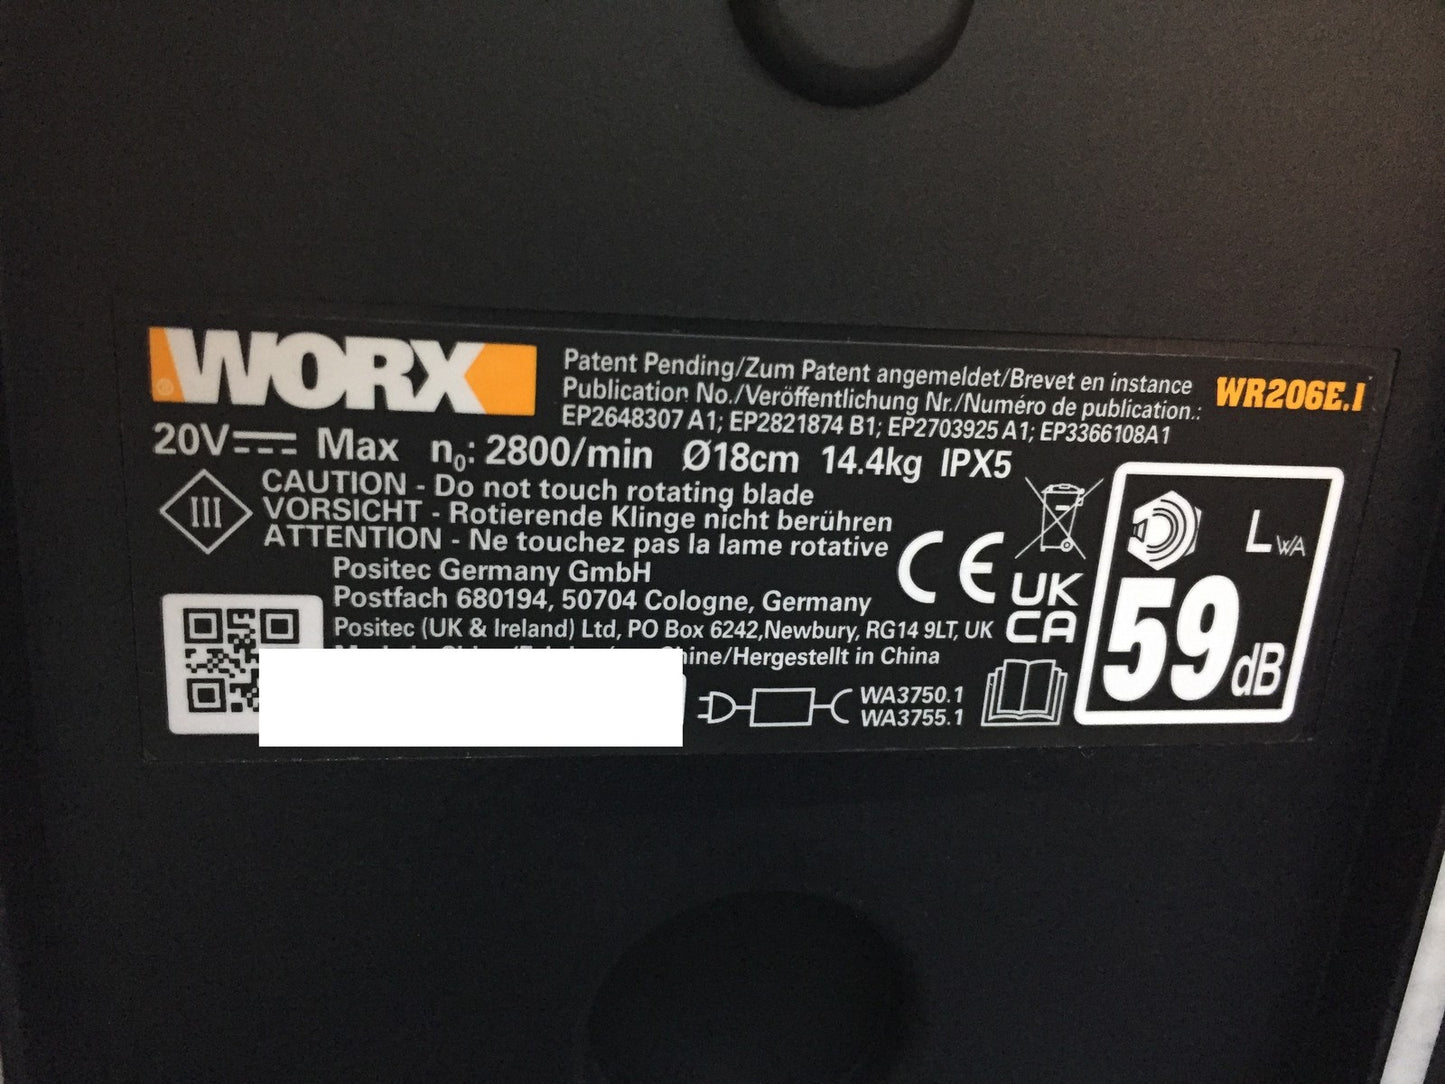 WORX
Patent Pending/Zum Patent angemeldet/Brevet en instance
Publication No./Veröffentlichung Nr./Numéro de publication.:
EP2648307 A1; EP2821874 B1; EP2703925 A1; EP3366108A1
WR206E.1
20V Max n0: 2800/min Ø18cm 14.4kg IPX5
III
CAUTION - Do not touch rotating blade
VORSICHT - Rotierende Klinge nicht berühren
ATTENTION - Ne touchez pas la lame rotative
Positec Germany GmbH
Postfach 680194, 50704 Cologne, Germany
Positec (UK & Ireland) Ltd, PO Box 6242,Newbury, RG14 9LT, UK
in China
CE
UK
CA
WA3750.1
WA3755.1
LWA
59 dB